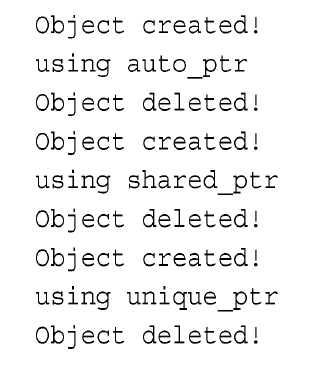 Object created!
using auto_ptr
Object deleted!
Object created!
using shared_ptr
Object deleted!
Object created!
using unique_ptr
Object deleted!